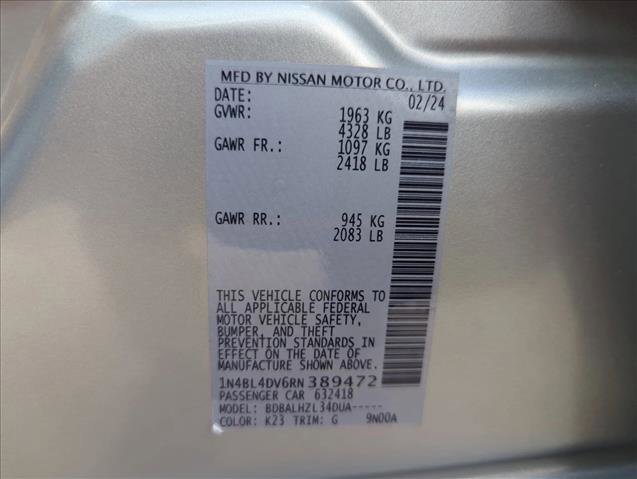 MFD BY NISSAN MOTOR CO., LTD.
DATE: 02/24
GVWR: 1963 KG
4328 LB
GAWR FR.: 1097 KG
2418 LB
GAWR RR.: 945 KG
2083 LB
THIS VEHICLE CONFORMS TO
ALL APPLICABLE FEDERAL
MOTOR VEHICLE SAFETY,
BUMPER, AND THEFT
PREVENTION STANDARDS IN
EFFECT ON THE DATE OF
MANUFACTURE SHOWN ABOVE.
1N4BL4DV6RN389472
PASSENGER CAR 632418
MODEL: BDBALHZL34DUA-----
COLOR: K23 TRIM: G 9N00A